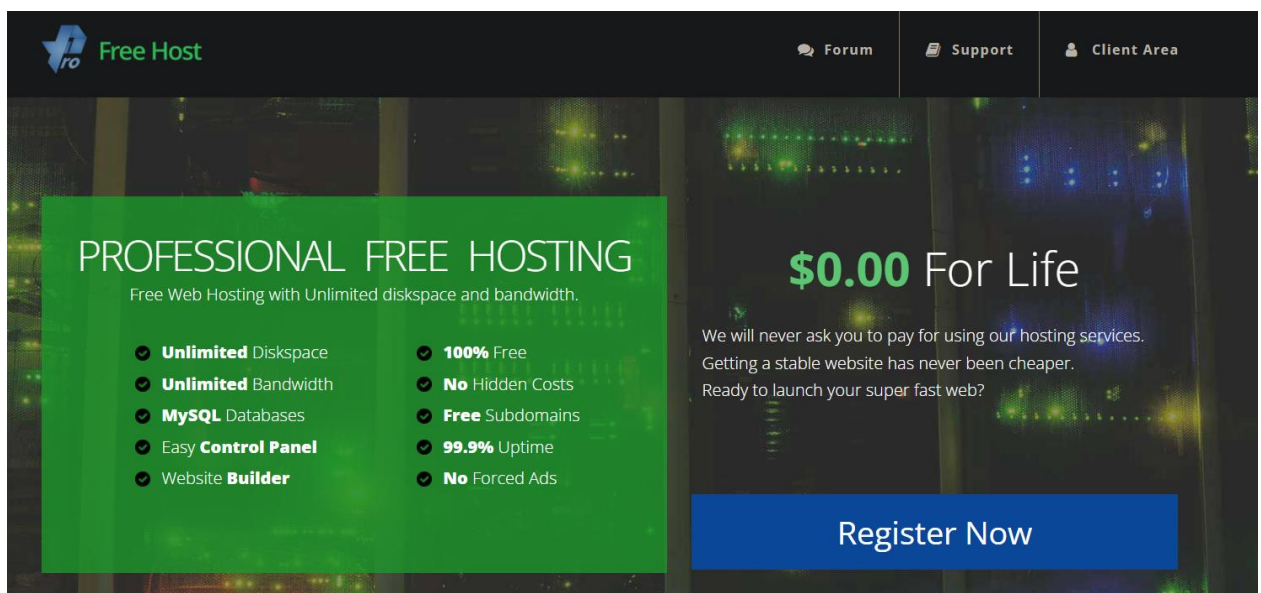 ro
Free Host
Forum
Support
Client Area
PROFESSIONAL FREE HOSTING
Free Web Hosting with Unlimited diskspace and bandwidth.
Unlimited Diskspace
Unlimited Bandwidth
MySQL Databases
Easy Control Panel
Website Builder
100% Free
No Hidden Costs
Free Subdomains
99.9% Uptime
No Forced Ads
$0.00 For Life
We will never ask you to pay for using our hosting services.
Getting a stable website has never been cheaper.
Ready to launch your super fast web?
Register Now